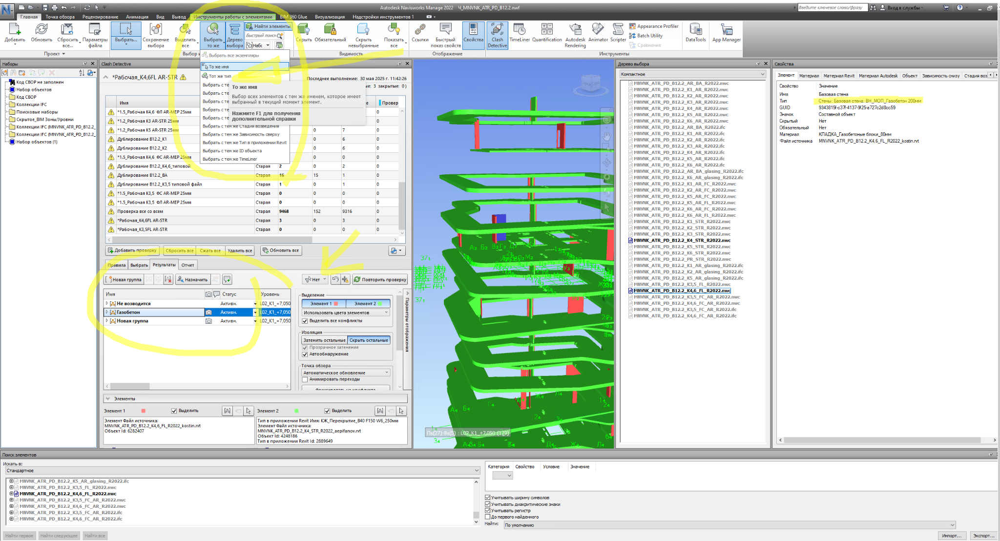 Autodesk Navisworks Manage 2022 Ч_MNVNK_ATR_PD_B12.2.nwf
Введите ключевое слово/фразу
Вход в службы
Главная Точка обзора Рецензирование Анимация Вид Вывод Инструменты работы с элементами BIM 360 Glue Визуализация Надстройки инструментов 1
Добавить
Обновить
Сбросить все...
Параметры файла
Выбрать...
Сохранение выбора
Выделить все
Выбрать то же
Дерево выбора
Найти элементы
Быстрый поиск
Набс
Скрыть
Обязательный
Скрыть невыбранные
Показать все
Ссылки
Быстрый показ свойств
Свойства
Clash Detective
TimeLiner
Quantification
Autodesk Rendering
Animator
Scripter
Appearance Profiler
Batch Utility
Сравнение
DataTools
App Manager
Проект
Выбор и
Видимость
Отображение
Инструменты
Выбрать все экземпляры
То же имя
Тот же тип
Выбрать с те
Выбрать с те
Выбрать с те
Выбрать с те
Выбрать с те
Выбрать с тем же Стадия возведения
Выбрать с тем же Зависимость сверху
Выбрать с тем же Тип в приложении Revit
Выбрать с тем же ID объекта
Выбрать с тем же TimeLiner
То же имя
Выбор всех элементов с тем же именем, которое имеет
выбранный в текущий момент элемент.
Нажмите F1 для получения
дополнительной справки
Наборы
Код СВОР не заполнен
Набор объектов
Код СВОР
Коллекции IFC
Поисковые наборы
Скрытое_BIM Зоны/Уровни
Коллекции IFC (MNVNK_ATR_PD_B12.2_
Коллекции IFC (MNVNK_ATR_PD_B12.2_
Набор объектов (1)
Clash Detective
*Рабочая_К4,6FL AR-STR
Последнее выполнение: 30 мая 2025 г. 11:42:26
ые: 3 закрытые: 0)
Имя е Провер
*1.5_Рабочая К4,6 ФЛ AR-MEP 25мм 0
*1.2_Рабочая К3 AR-STR 25мм 0
*1.2_Рабочая К5 AR-STR 25мм 0 7 0
Дублирование B12.2_К1 0 6 0
Дублирование B12.2_К2 0 6 0
*1.5_Рабочая К4,6 ФС AR-MEP 25мм 0 0 0
Дублирование B12.2_К4,6_типовой Старая 2 0 2 0
Дублирование B12.2_BA Старая 16 15 1 0
Дублирование B12.2_К3,5 типовой файл Старая 1 0 1 0
*1.5_Рабочая К3,5 ФС AR-MEP 25мм Старая 0 0 0 0
*1.5_Рабочая К3,5 ФЛ AR-MEP 25мм Старая 0 0 0 0
Проверка все со всем Старая 9468 152 9316 0
*Рабочая_К4,6FL AR-STR Старая 3 0 3 0
*Рабочая_К3,5FL AR-STR Старая 0 0 0 0
Добавить проверку Сбросить все Сжать все Удалить все Обновить все
Правила Выбрать Результаты Отчет
Новая группа Назначить Нет Повторить проверку
Имя Статус Уровень
Не возводится Активн. L02_K1_+7,050
Газобетон Активн. L02_K1_+7,050
Новая группа Активн. L02_K1_+7,050
Выделение
Элемент 1 Элемент 2
Использовать цвета элементов
Выделить все конфликты
Изоляция
Затенить остальные Скрыть остальные
Прозрачное затенение
Автообнаружение
Точка обзора
Автоматическое обновление
Анимировать переходы
Фокусировать на конфликте
Параметры отображения
Элементы
Элемент 1 Выделить Элемент 2 Выделить
Элемент Файл источника:
MNVNK_ATR_PD_B12.2_K4,6_FL_R2022_kostin.rvt
Объект Id: 6282407
Тип в приложении Revit Имя: КЖ_Перекрытие_B40 F150 W6_250мм
Элемент Файл источника:
MNVNK_ATR_PD_B12.2_K4_STR_R2022_aepifanov.rvt
Объект Id: 4248186
Тип в приложении Revit Id: 2889649
Пs(27)-Вs(5) : L02_K1_+7,050 (179)
Дерево выбора
Компактное
MNVNK_ATR_PD_B12.2_AR_BA_R2022.nwc
MNVNK_ATR_PD_B12.2_K1_AR_R2022.nwc
MNVNK_ATR_PD_B12.2_K2_AR_R2022.nwc
MNVNK_ATR_PD_B12.2_K3_AR_R2022.nwc
MNVNK_ATR_PD_B12.2_K4_AR_R2022.nwc
MNVNK_ATR_PD_B12.2_K5_AR_R2022.nwc
MNVNK_ATR_PD_B12.2_K6_AR_R2022.nwc
MNVNK_ATR_PD_B12.2_AR_BA_R2022.ifc
MNVNK_ATR_PD_B12.2_K1_AR_R2022.ifc
MNVNK_ATR_PD_B12.2_K2_AR_R2022.ifc
MNVNK_ATR_PD_B12.2_K3_AR_R2022.ifc
MNVNK_ATR_PD_B12.2_K4_AR_R2022.ifc
MNVNK_ATR_PD_B12.2_K5_AR_R2022.ifc
MNVNK_ATR_PD_B12.2_K6_AR_R2022.ifc
MNVNK_ATR_PD_B12.2_AR_BA_glasing_R2022.ifc
MNVNK_ATR_PD_B12.2_K6_AR_glasing_R2022.ifc
MNVNK_ATR_PD_B12.2_K1_AR_FC_R2022.nwc
MNVNK_ATR_PD_B12.2_K2_AR_FC_R2022.nwc
MNVNK_ATR_PD_B12.2_K5_AR_FC_R2022.nwc
MNVNK_ATR_PD_B12.2_K5_AR_FL_R2022.nwc
MNVNK_ATR_PD_B12.2_K6_AR_FC_R2022.nwc
MNVNK_ATR_PD_B12.2_K6_AR_FL_R2022.nwc
MNVNK_ATR_PD_B12.2_K1_STR_R2022.nwc
MNVNK_ATR_PD_B12.2_K2_STR_R2022.nwc
MNVNK_ATR_PD_B12.2_K3_STR_R2022.nwc
MNVNK_ATR_PD_B12.2_K4_STR_R2022.nwc
MNVNK_ATR_PD_B12.2_K5_STR_R2022.nwc
MNVNK_ATR_PD_B12.2_K6_STR_R2022.nwc
MNVNK_ATR_PD_B12.2_PR_STR_R2022.nwc
MNVNK_ATR_PD_B12.2_K1_AR_glasing_R2022.ifc
MNVNK_ATR_PD_B12.2_K2_AR_glasing_R2022.ifc
MNVNK_ATR_PD_B12.2_K5_AR_glasing_R2022.ifc
MNVNK_ATR_PD_B12.2_K3,5_FL_R2022.nwc
MNVNK_ATR_PD_B12.2_K4,6_FL_R2022.nwc
MNVNK_ATR_PD_B12.2_K3,5_FC_AR_R2022.nwc
MNVNK_ATR_PD_B12.2_K4,6_FC_AR_R2022.nwc
MNVNK_ATR_PD_B12.2_K3,5_FC_AR_R2022.ifc
MNVNK_ATR_PD_B12.2_K4,6_FC_AR_R2022.ifc
Свойства
Элемент Материал Материал Revit Материал Autodesk Объект Зависимость снизу Стадия воз
Свойство Значение
Имя Базовая стена
Тип Стены: Базовая стена: ВН_МОП_Газобетон 200мм
GUID 9343815f-c37f-4137-9f25-a727c2d8cc59
Значок Составной объект
Скрытый Нет
Обязательный Нет
Материал КЛАДКА_Газобетонные блоки_80мм
Файл источника MNVNK_ATR_PD_B12.2_K4,6_FL_R2022_kostin.rvt
Поиск элементов
Искать в:
Стандартное
MNVNK_ATR_PD_B12.2_K5_AR_glasing_R2022.ifc
MNVNK_ATR_PD_B12.2_K3,5_FL_R2022.nwc
MNVNK_ATR_PD_B12.2_K4,6_FL_R2022.nwc
MNVNK_ATR_PD_B12.2_K3,5_FC_AR_R2022.nwc
MNVNK_ATR_PD_B12.2_K4,6_FC_AR_R2022.nwc
MNVNK_ATR_PD_B12.2_K3,5_FC_AR_R2022.ifc
MNVNK_ATR_PD_B12.2_K4,6_FC_AR_R2022.ifc
Найти первое Найти следующее Найти все
Категория Свойство Условие Значение
Учитывать ширину символов
Учитывать диакритические знаки
Учитывать регистр
До первого найденного
Найти: По умолчанию
Импорт... Экспорт...